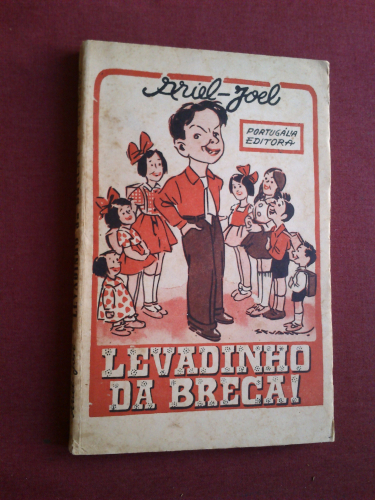 Ariel-Joel
PORTUGÁLIA
EDITORA
LEVADINHO
DA BRECA!